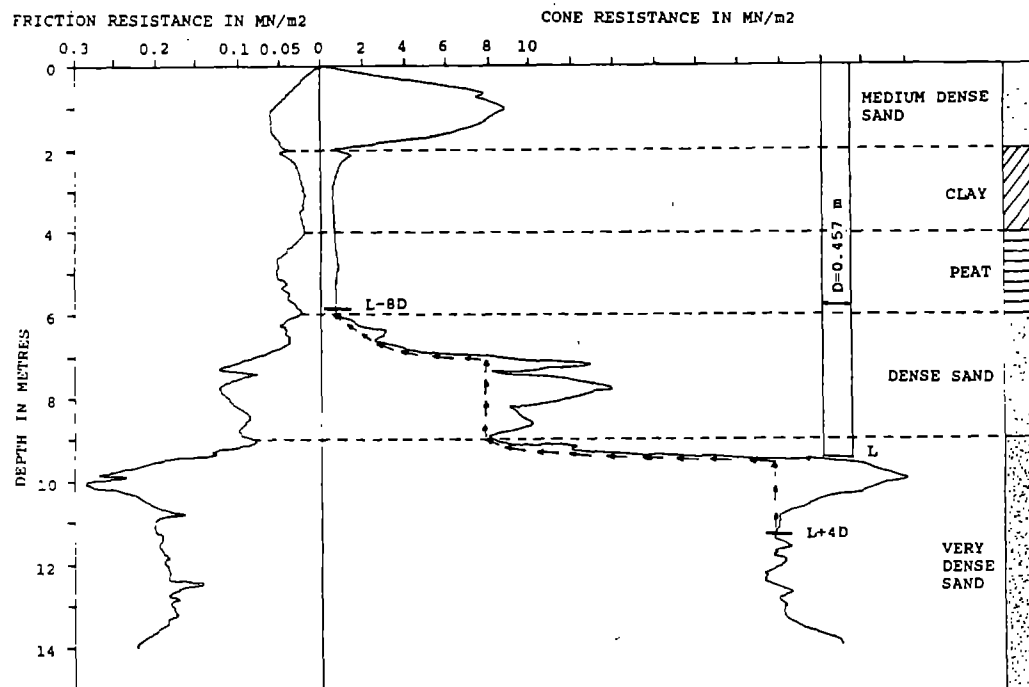 FRICTION RESISTANCE IN MN/m2
CONE RESISTANCE IN MN/m2
0.3 0.2 0.1 0.05 0 2 4 6 8 10
0
2
4
6
8
10
12
14
DEPTH IN METRES
MEDIUM DENSE
SAND
CLAY
PEAT
DENSE SAND
VERY
DENSE
SAND
D=0.457 m
L-8D
L
L+4D